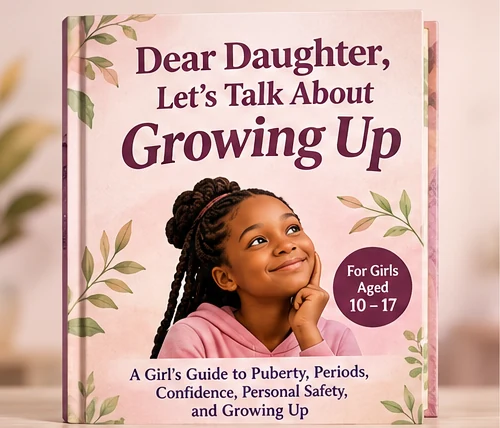 Dear Daughter,
Let's Talk About
Growing Up
For Girls
Aged
10 – 17
A Girl's Guide to Puberty, Periods,
Confidence, Personal Safety,
and Growing Up